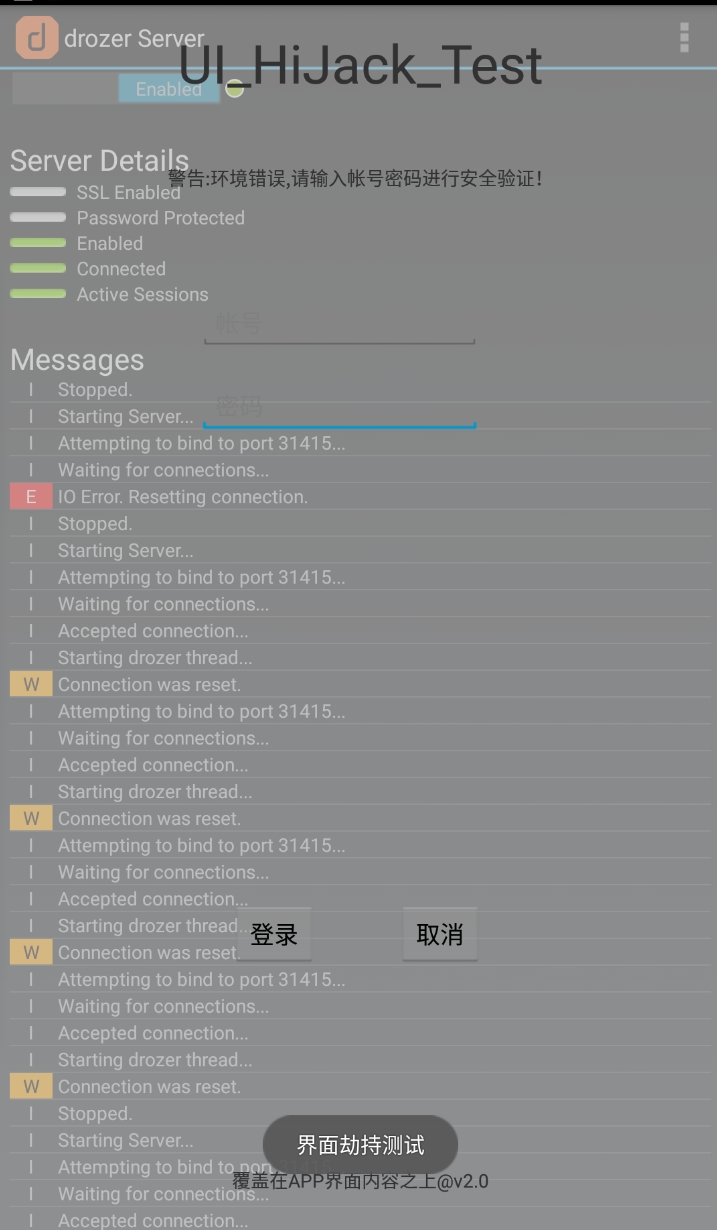 drozer Server
UI_HiJack_Test
Enabled
Server Details
警告:环境错误,请输入帐号密码进行安全验证!
SSL Enabled
Password Protected
Enabled
Connected
Active Sessions
帐号
Messages
I Stopped.
密码
I Starting Server...
I Attempting to bind to port 31415...
I Waiting for connections...
E IO Error. Resetting connection.
I Stopped.
I Starting Server...
I Attempting to bind to port 31415...
I Waiting for connections...
I Accepted connection...
I Starting drozer thread...
W Connection was reset.
I Attempting to bind to port 31415...
I Waiting for connections...
I Accepted connection...
I Starting drozer thread...
W Connection was reset.
I Attempting to bind to port 31415...
I Waiting for connections...
I Accepted connection...
I Starting drozer thread...
登录 取消
W Connection was reset.
I Attempting to bind to port 31415...
I Waiting for connections...
I Accepted connection...
I Starting drozer thread...
W Connection was reset.
I Stopped.
I Starting Server...
界面劫持测试
I Attempting to bind to port
覆盖在APP界面内容之上@v2.0
I Waiting for connections...
I Accepted connection...